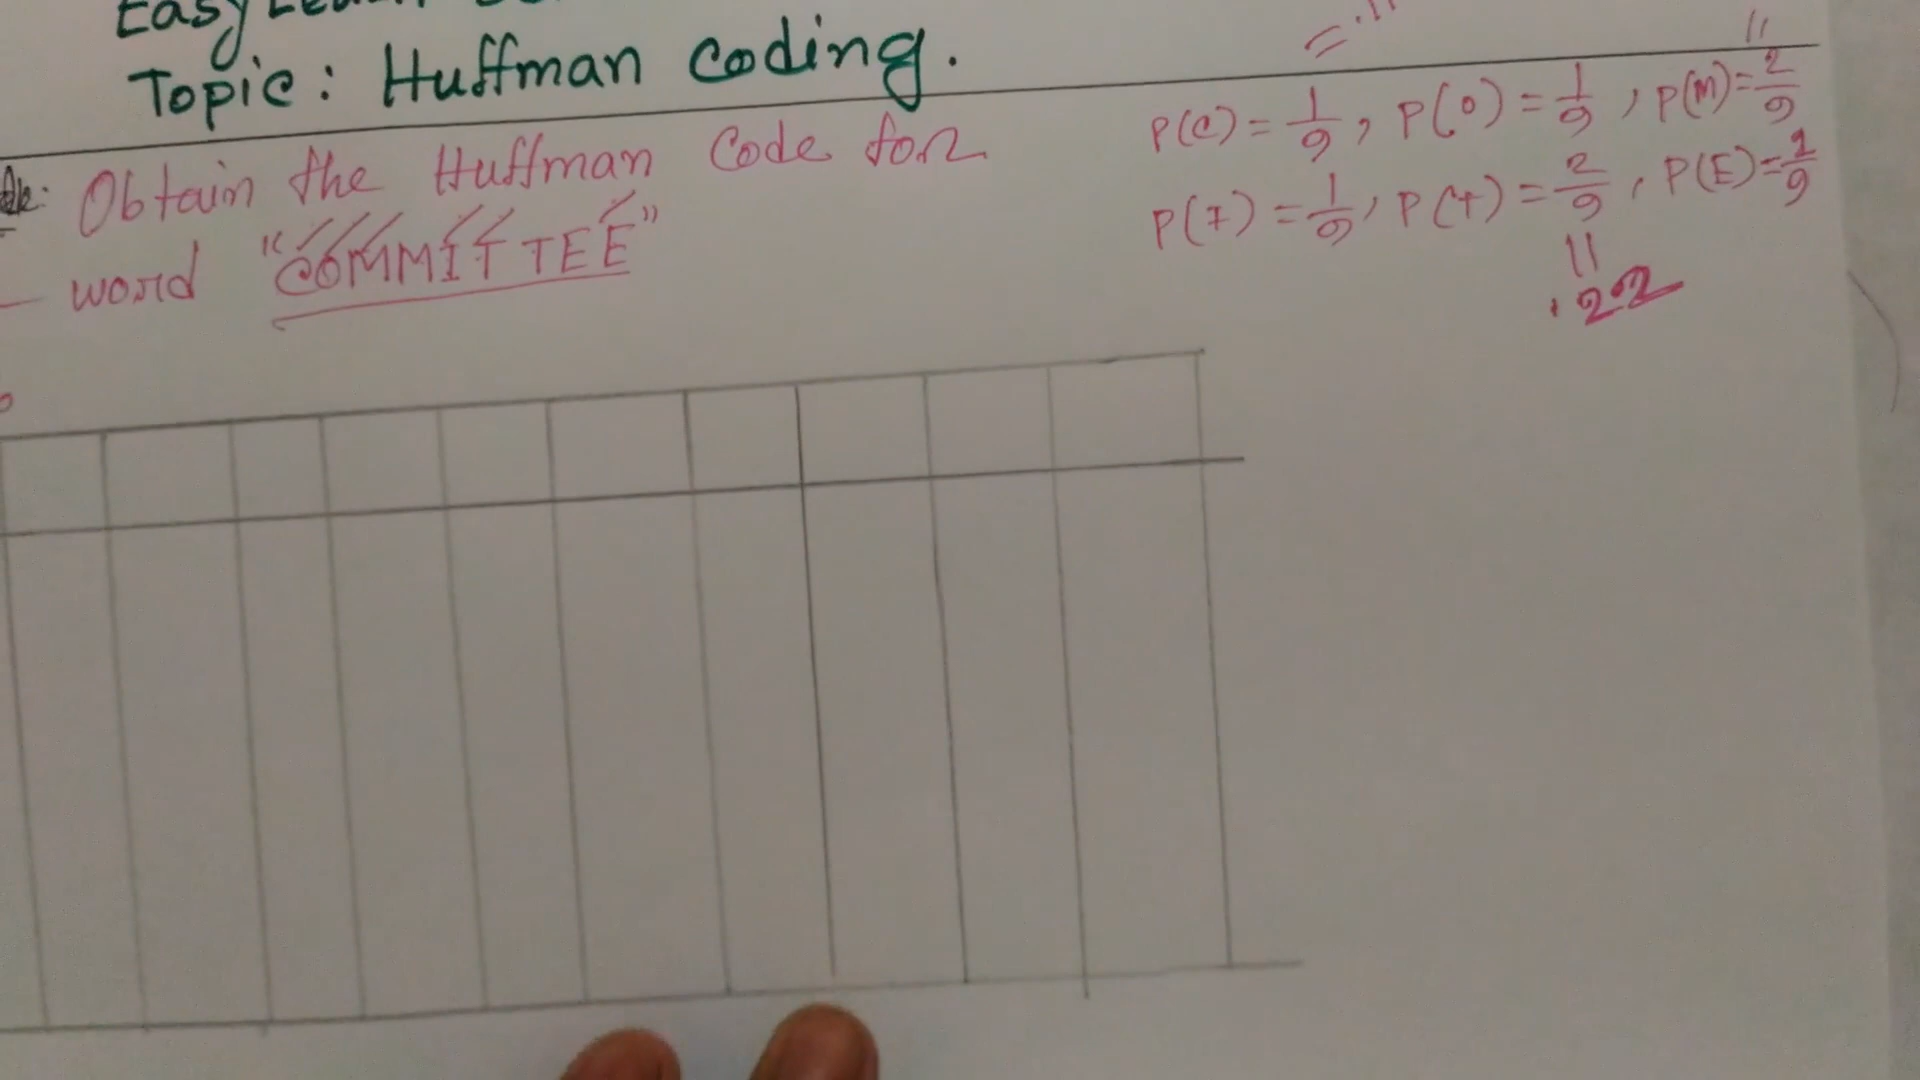 Topic: Huffman coding.
Obtain the Huffman Code for
word "COMMITTEE"
P(C) = 1/9, P(O) = 1/9, P(M) = 2/9
P(I) = 1/9, P(T) = 2/9, P(E) = 2/9
.22